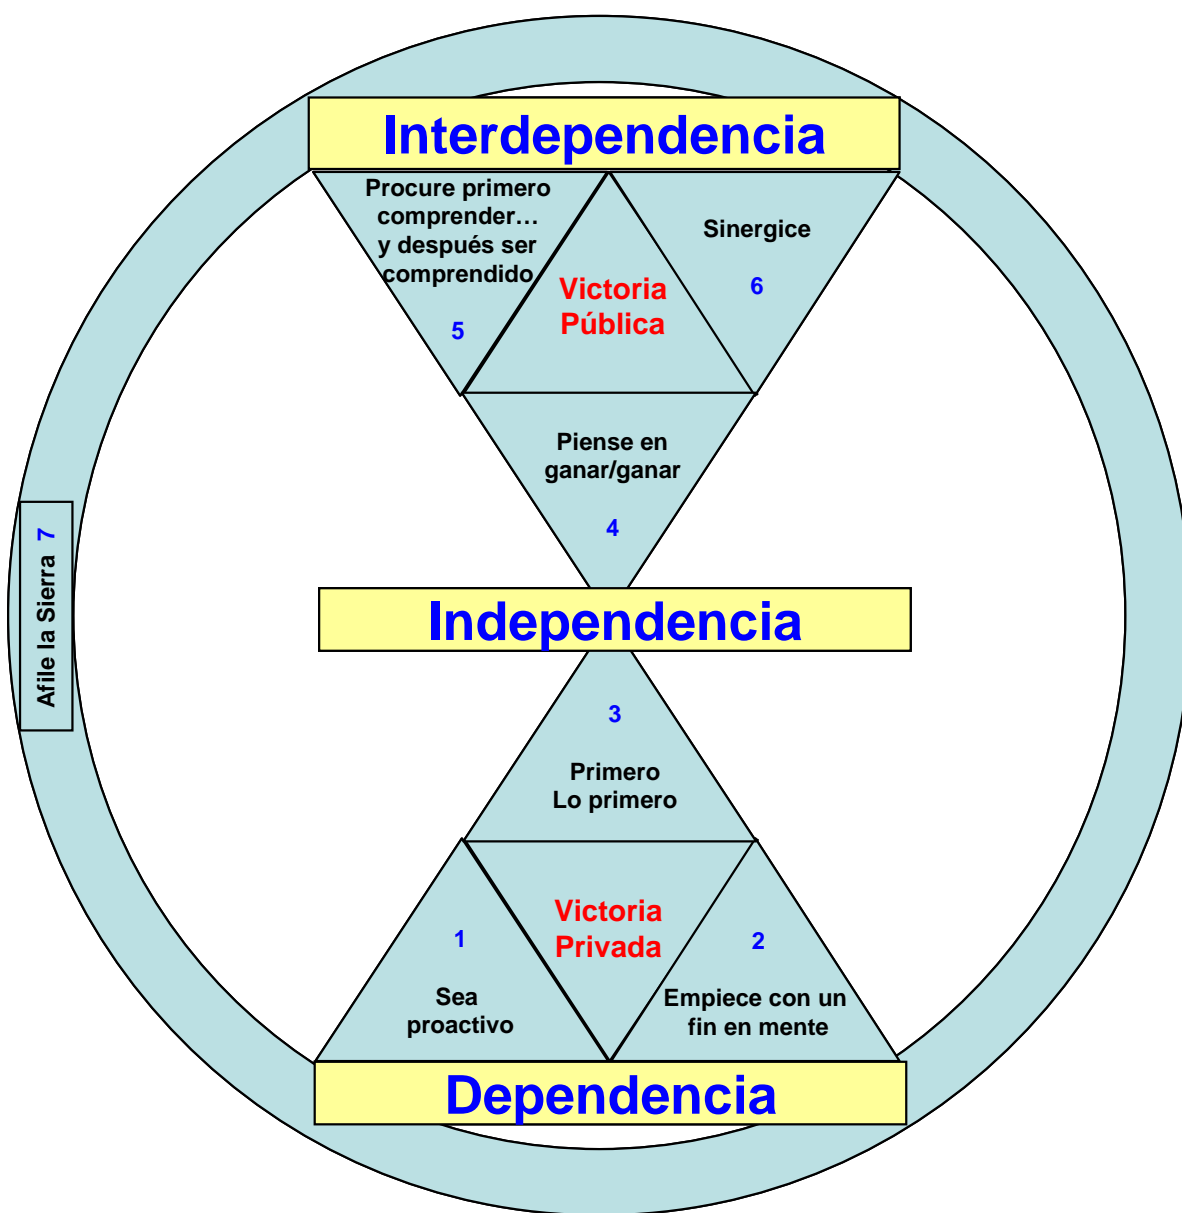 Interdependencia
Procure primero
comprender…
y después ser
comprendido
5
Victoria
Pública
Sinergice
6
Piense en
ganar/ganar
4
Afile la Sierra 7
Independencia
3
Primero
Lo primero
1
Sea
proactivo
Victoria
Privada
2
Empiece con un
fin en mente
Dependencia